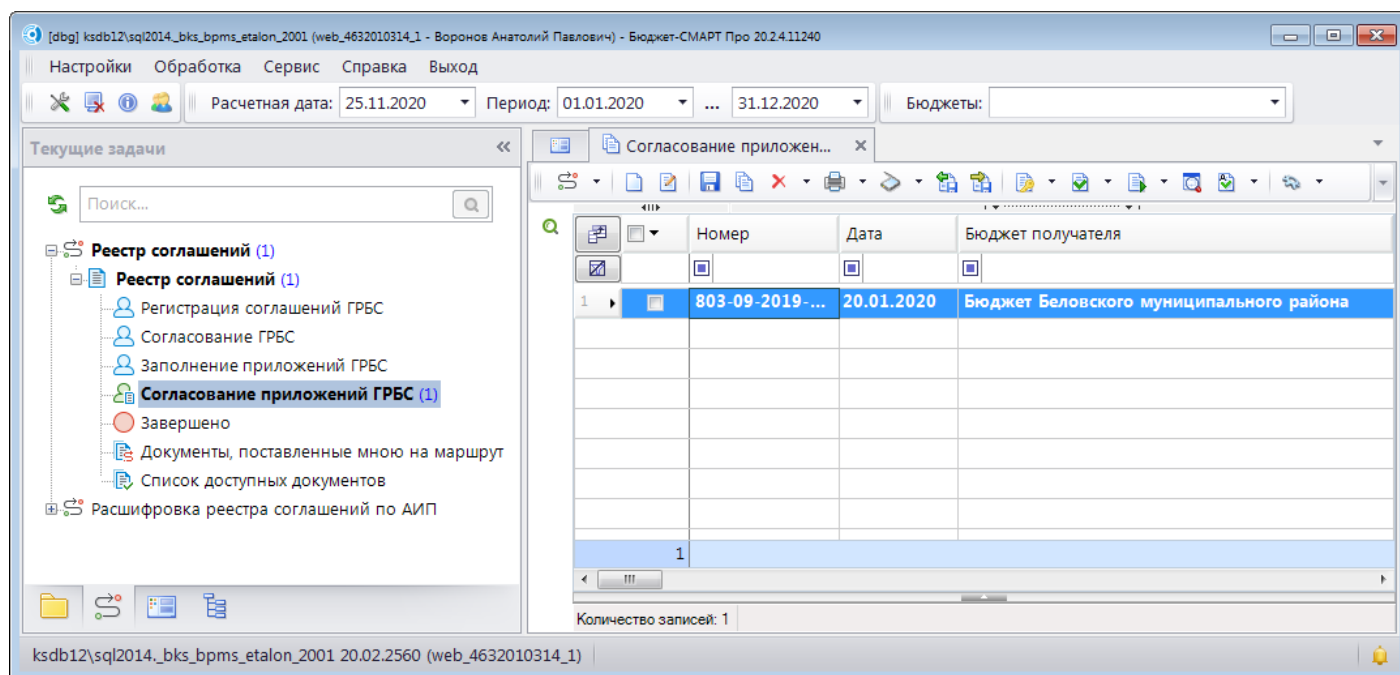 [dbg] ksdb12\sql2014._bks_bpms_etalon_2001 (web_4632010314_1 - Воронов Анатолий Павлович) - Бюджет-СМАРТ Про 20.2.4.11240
Настройки Обработка Сервис Справка Выход
Расчетная дата: 25.11.2020 Период: 01.01.2020 ... 31.12.2020 Бюджеты:
Текущие задачи
Согласование приложен...
Поиск...
Номер Дата Бюджет получателя
Реестр соглашений (1)
Реестр соглашений (1)
1 803-09-2019-... 20.01.2020 Бюджет Беловского муниципального района
Регистрация соглашений ГРБС
Согласование ГРБС
Заполнение приложений ГРБС
Согласование приложений ГРБС (1)
Завершено
Документы, поставленные мною на маршрут
Список доступных документов
Расшифровка реестра соглашений по АИП
1
Количество записей: 1
ksdb12\sql2014._bks_bpms_etalon_2001 20.02.2560 (web_4632010314_1)